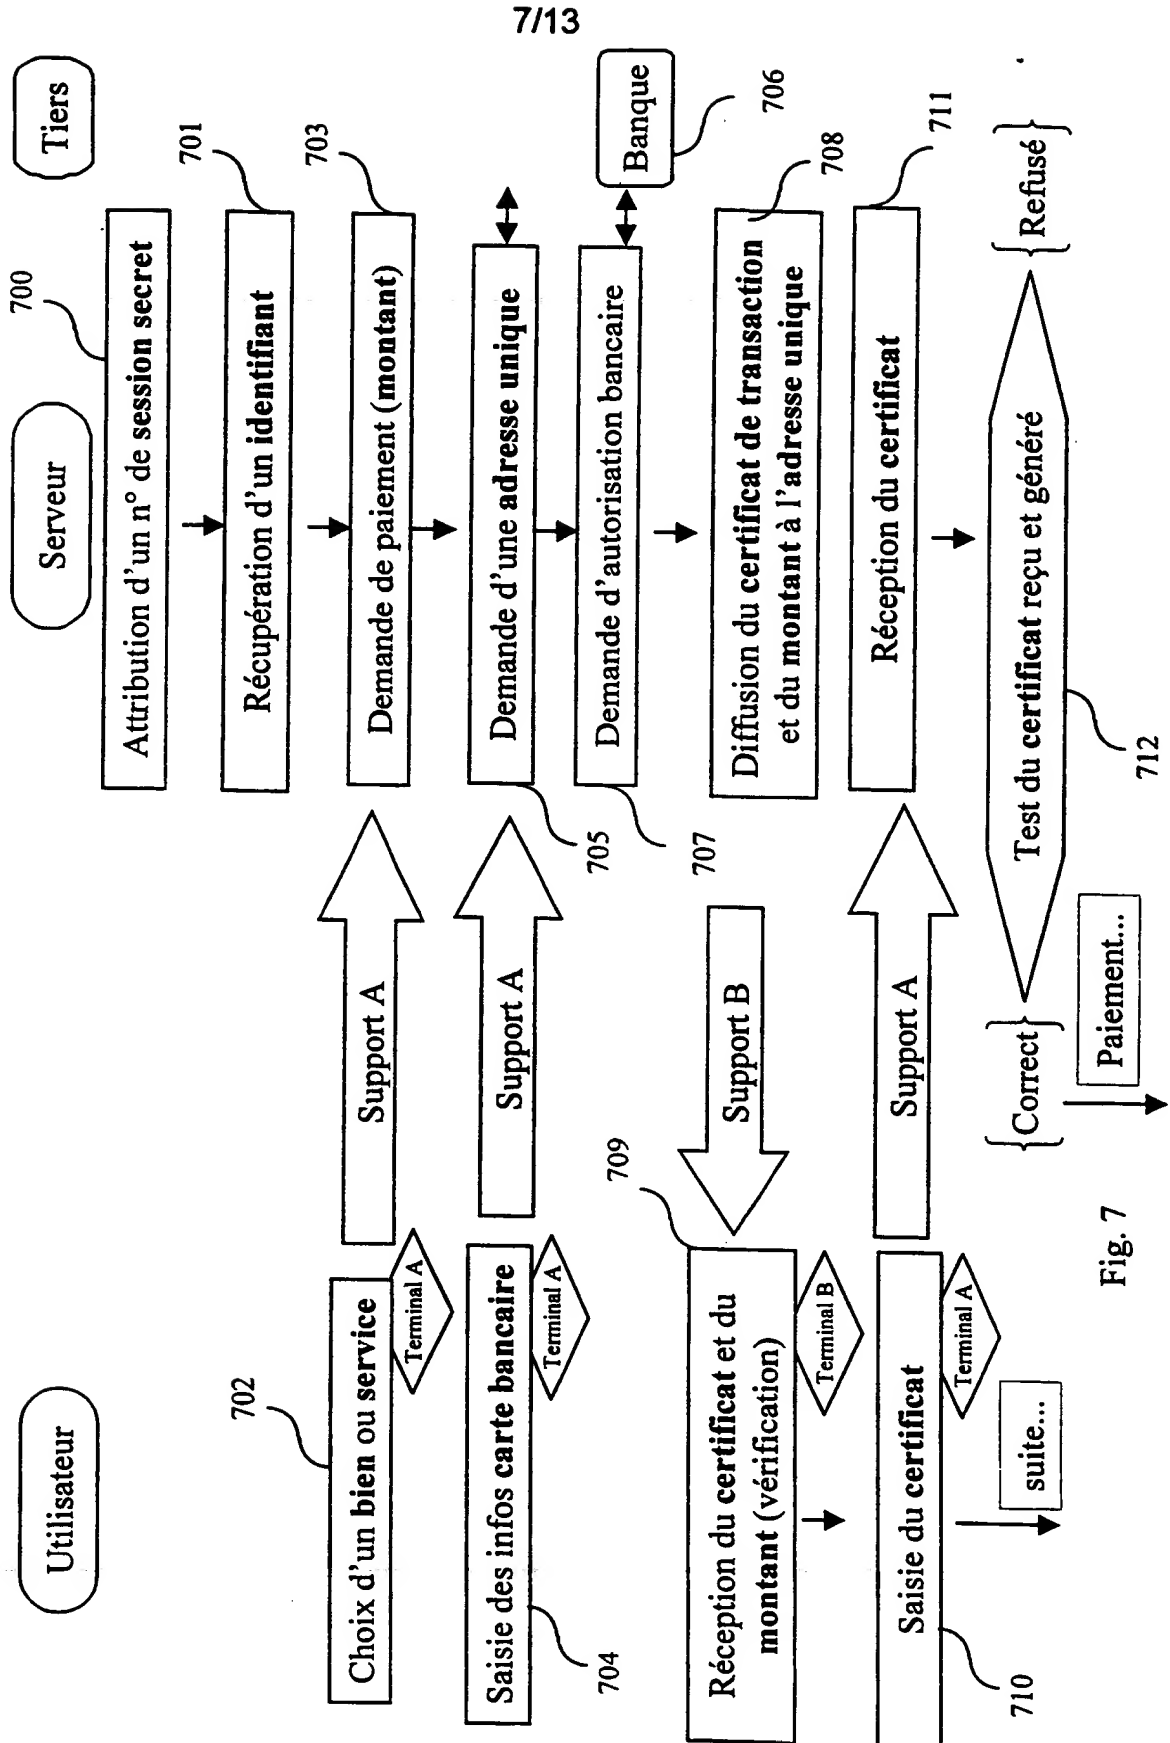 7/13
Utilisateur
Serveur
Tiers
700
Attribution d'un n° de session secret
701
Récupération d'un identifiant
702
Choix d'un bien ou service
Terminal A
Support A
703
Demande de paiement (montant)
704
Saisie des infos carte bancaire
Terminal A
Support A
705
Demande d'une adresse unique
706
Banque
707
Demande d'autorisation bancaire
708
Diffusion du certificat de transaction
et du montant à l'adresse unique
Support B
709
Réception du certificat et du
montant (vérification)
Terminal B
710
Saisie du certificat
Terminal A
Support A
711
Réception du certificat
suite...
712
Test du certificat reçu et généré
{Correct}
{Refusé}
Paiement...
Fig. 7